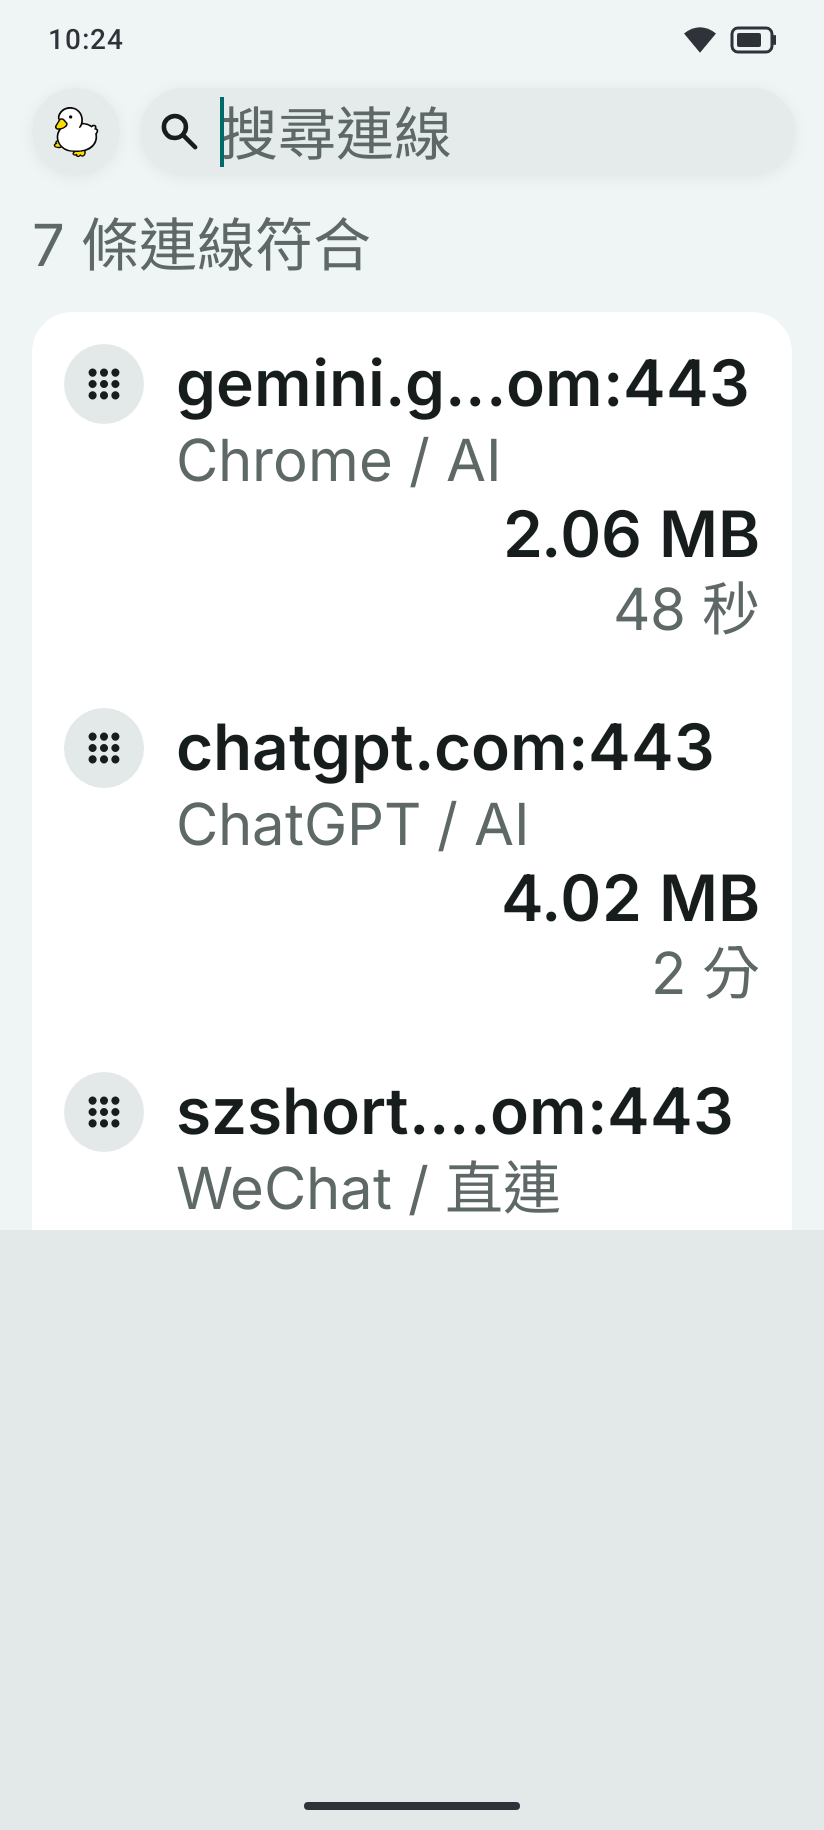 10:24
搜尋連線
7 條連線符合
gemini.g...om:443
Chrome / AI
2.06 MB
48 秒
chatgpt.com:443
ChatGPT / AI
4.02 MB
2 分
szshort....om:443
WeChat / 直連